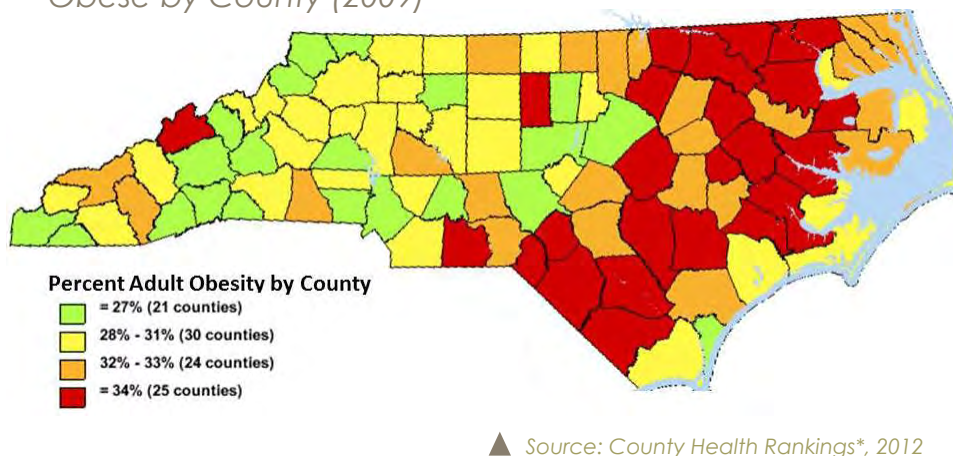 Obese by County (2009)
Percent Adult Obesity by County
= 27% (21 counties)
28% - 31% (30 counties)
32% - 33% (24 counties)
= 34% (25 counties)
Source: County Health Rankings*, 2012